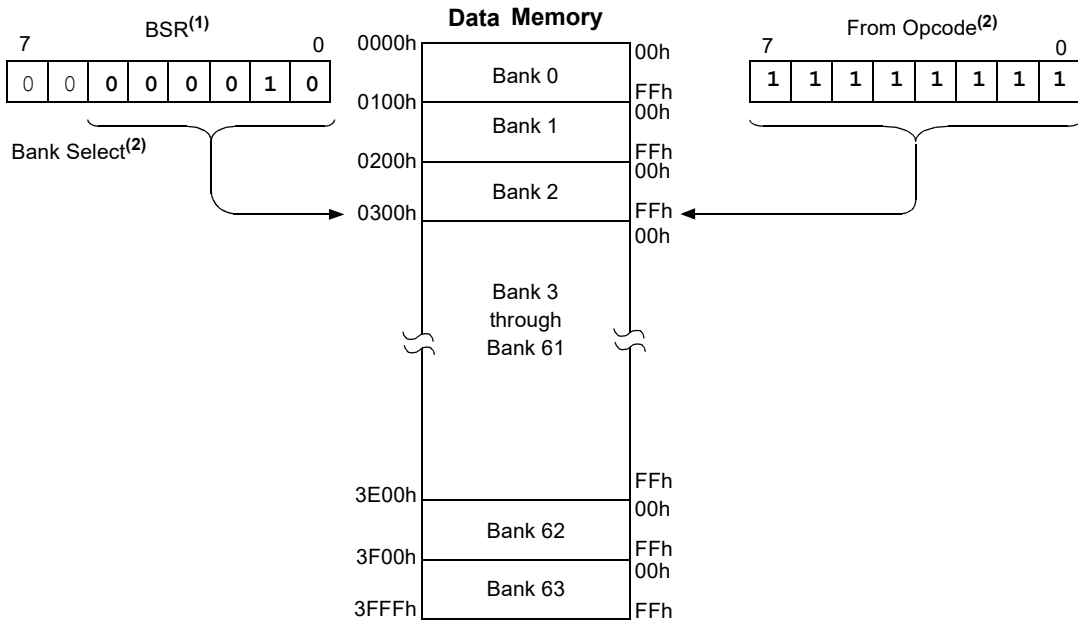 Data Memory
BSR(1)
7 0
0 0 0 0 0 0 1 0
Bank Select(2)
From Opcode(2)
7 0
1 1 1 1 1 1 1 1
0000h
00h
Bank 0
FFh
0100h
00h
Bank 1
FFh
0200h
00h
Bank 2
FFh
0300h
00h
Bank 3
through
Bank 61
FFh
3E00h
00h
Bank 62
FFh
3F00h
00h
Bank 63
3FFFh
FFh